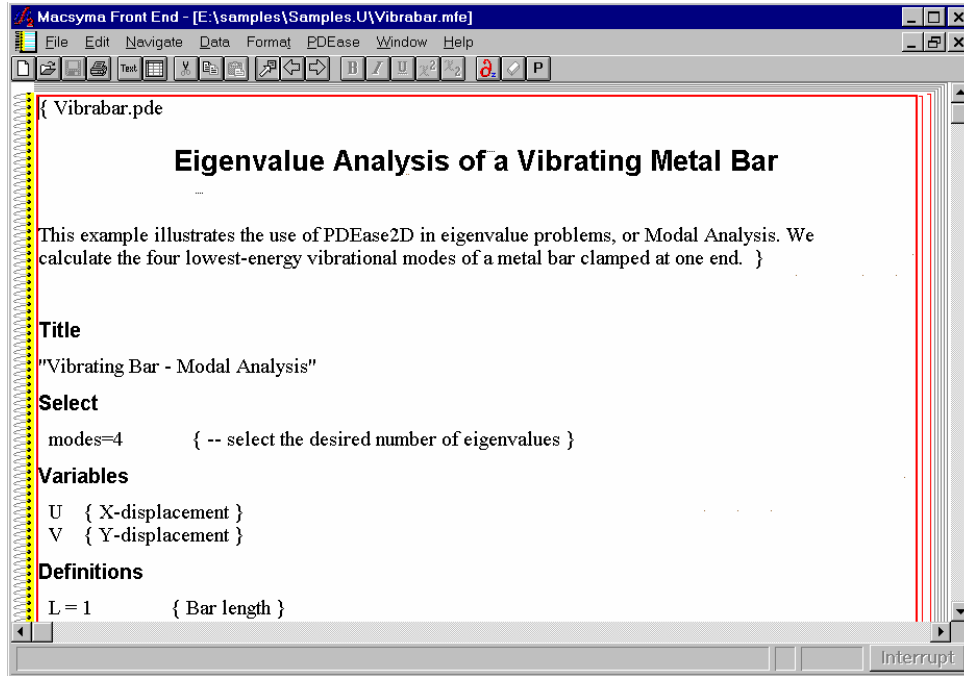 Macsyma Front End - [E:\samples\Samples.U\Vibrabar.mfe]
File Edit Navigate Data Format PDEase Window Help
Text B I U x² x₂ ∂ P
{ Vibrabar.pde
Eigenvalue Analysis of a Vibrating Metal Bar
This example illustrates the use of PDEase2D in eigenvalue problems, or Modal Analysis. We
calculate the four lowest-energy vibrational modes of a metal bar clamped at one end. }
Title
"Vibrating Bar - Modal Analysis"
Select
modes=4 { -- select the desired number of eigenvalues }
Variables
U { X-displacement }
V { Y-displacement }
Definitions
L = 1 { Bar length }
Interrupt